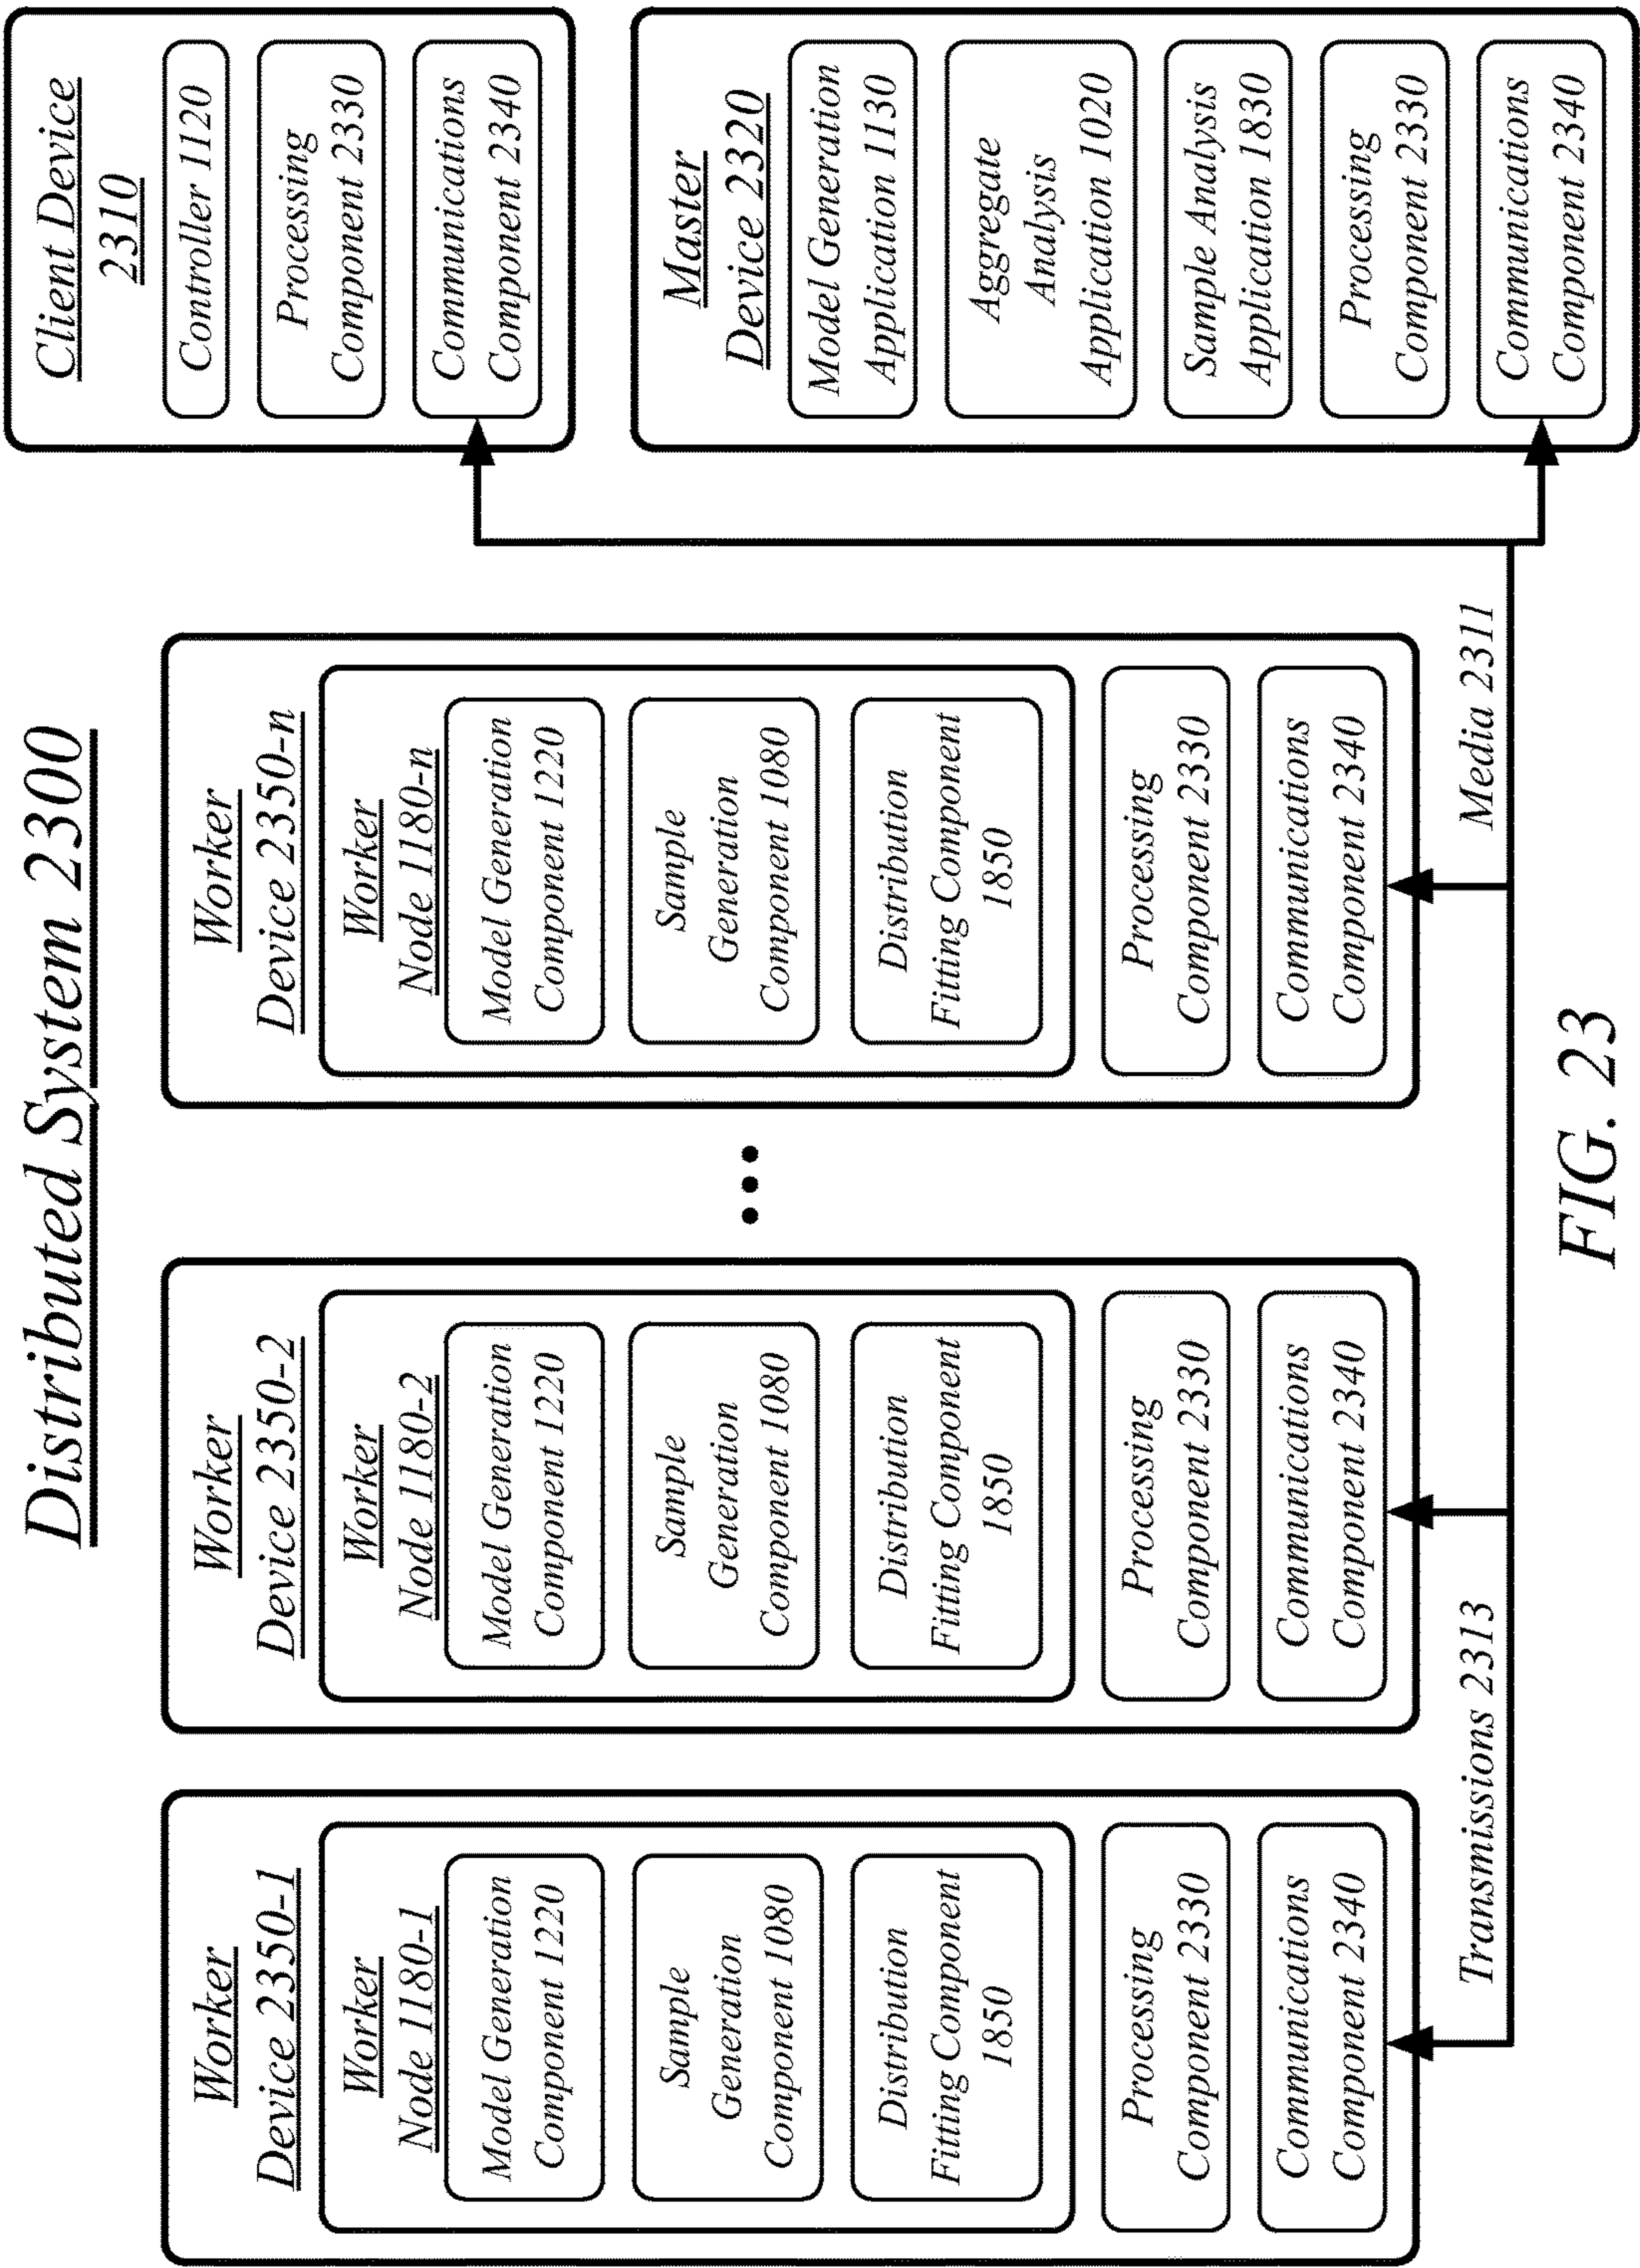 Distributed System 2300
Worker
Device 2350-1
Worker
Node 1180-1
Model Generation
Component 1220
Sample
Generation
Component 1080
Distribution
Fitting Component
1850
Processing
Component 2330
Communications
Component 2340
Worker
Device 2350-2
Worker
Node 1180-2
Model Generation
Component 1220
Sample
Generation
Component 1080
Distribution
Fitting Component
1850
Processing
Component 2330
Communications
Component 2340
Worker
Device 2350-n
Worker
Node 1180-n
Model Generation
Component 1220
Sample
Generation
Component 1080
Distribution
Fitting Component
1850
Processing
Component 2330
Communications
Component 2340
Client Device
2310
Controller 1120
Processing
Component 2330
Communications
Component 2340
Master
Device 2320
Model Generation
Application 1130
Aggregate
Analysis
Application 1020
Sample Analysis
Application 1830
Processing
Component 2330
Communications
Component 2340
Transmissions 2313
Media 2311
FIG. 23